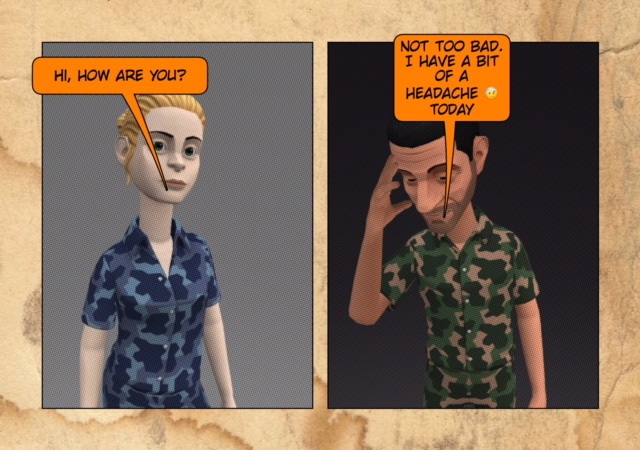 HI, HOW ARE YOU?
NOT TOO BAD.
I HAVE A BIT
OF A
HEADACHE 🤕
TODAY